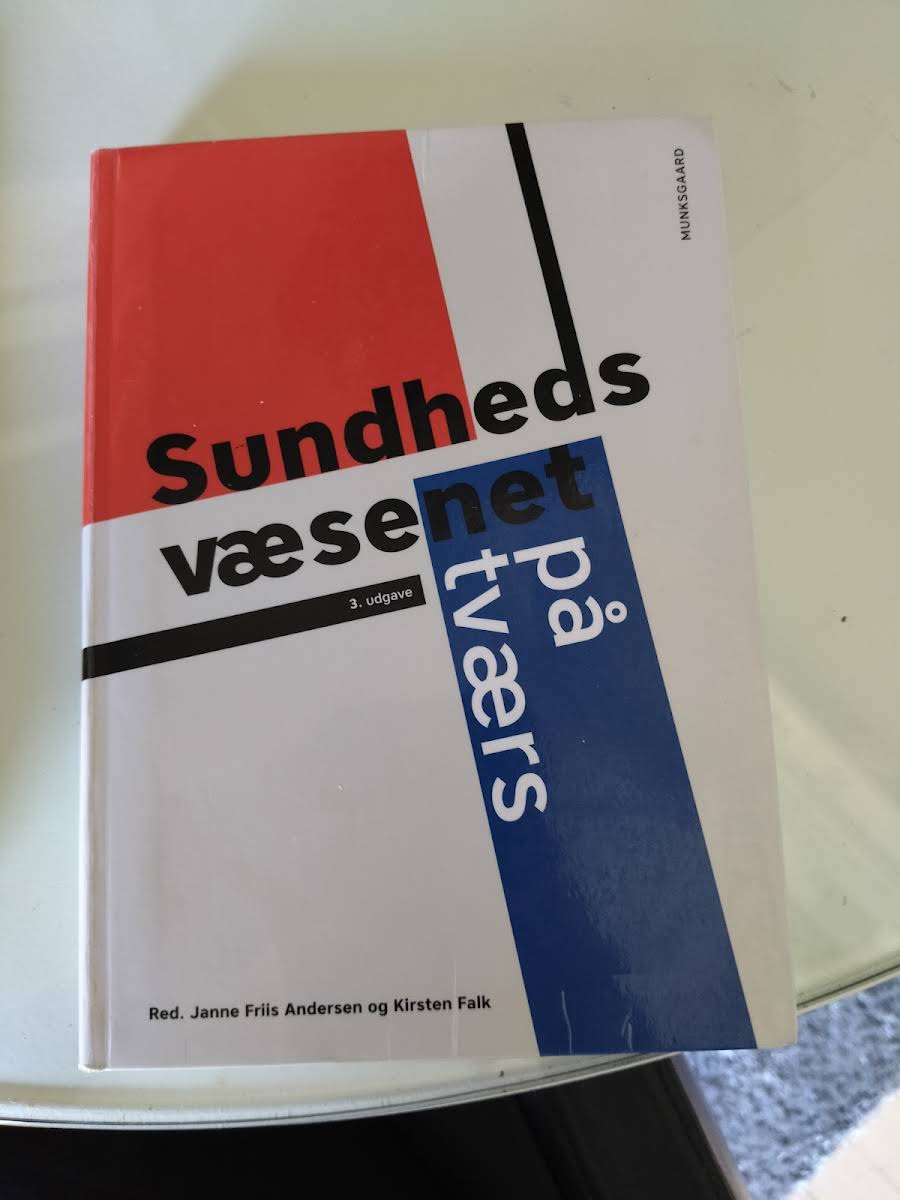 MUNKSGAARD
Sundheds
væsenet
på
tværs
3. udgave
Red. Janne Friis Andersen og Kirsten Falk